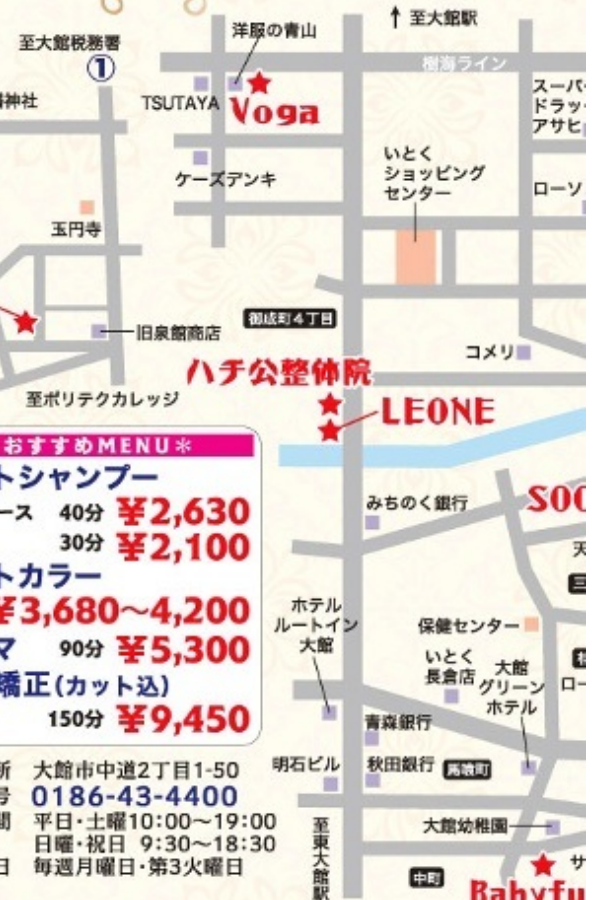 至大館駅
洋服の青山
至大館税務署
①
樹海ライン
TSUTAYA
Voga
スーパー
ドラッ
アサヒ
神社
いとく
ショッピング
センター
ケーズデンキ
ローソ
玉円寺
御成町4丁目
旧泉館商店
コメリ
ハチ公整体院
至ポリテクカレッジ
LEONE
おすすめMENU＊
トシャンプー
ース 40分 ¥2,630
30分 ¥2,100
トカラー
¥3,680〜4,200
マ 90分 ¥5,300
矯正(カット込)
150分 ¥9,450
みちのく銀行
SOO
天
三
ホテル
ルートイン
大館
保健センター
いとく
長倉店
大館
グリーン
ホテル
ロー
青森銀行
明石ビル
秋田銀行
馬喰町
所 大館市中道2丁目1-50
号 0186-43-4400
間 平日・土曜10:00〜19:00
日曜・祝日 9:30〜18:30
日 毎週月曜日・第3火曜日
至東大館駅
大館幼稚園
中町
サ
Babyfu